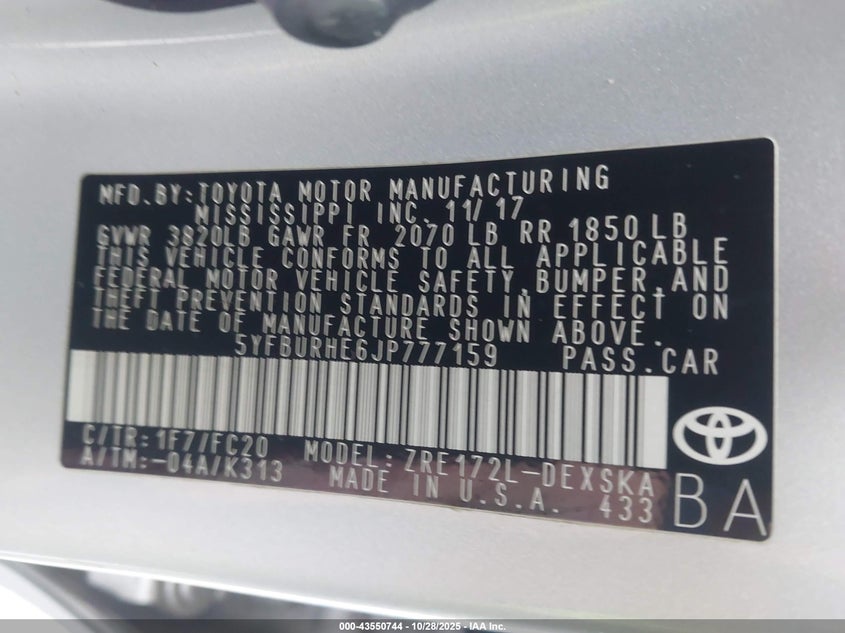 MFD.BY:TOYOTA MOTOR MANUFACTURING
MISSISSIPPI INC. 11/17
GVWR 3820LB GAWR FR 2070 LB RR 1850 LB
THIS VEHICLE CONFORMS TO ALL APPLICABLE
FEDERAL MOTOR VEHICLE SAFETY,BUMPER,AND
THEFT PREVENTION STANDARDS IN EFFECT ON
THE DATE OF MANUFACTURE SHOWN ABOVE.
5YFBURHE6JP777159 PASS.CAR
C/TR:1F7/FC20 MODEL:ZRE172L-DEXSKA
A/TM:-04A/K313 MADE IN U.S.A. 433
BA
000-43550744 | 10/28/2025 | IAA Inc.